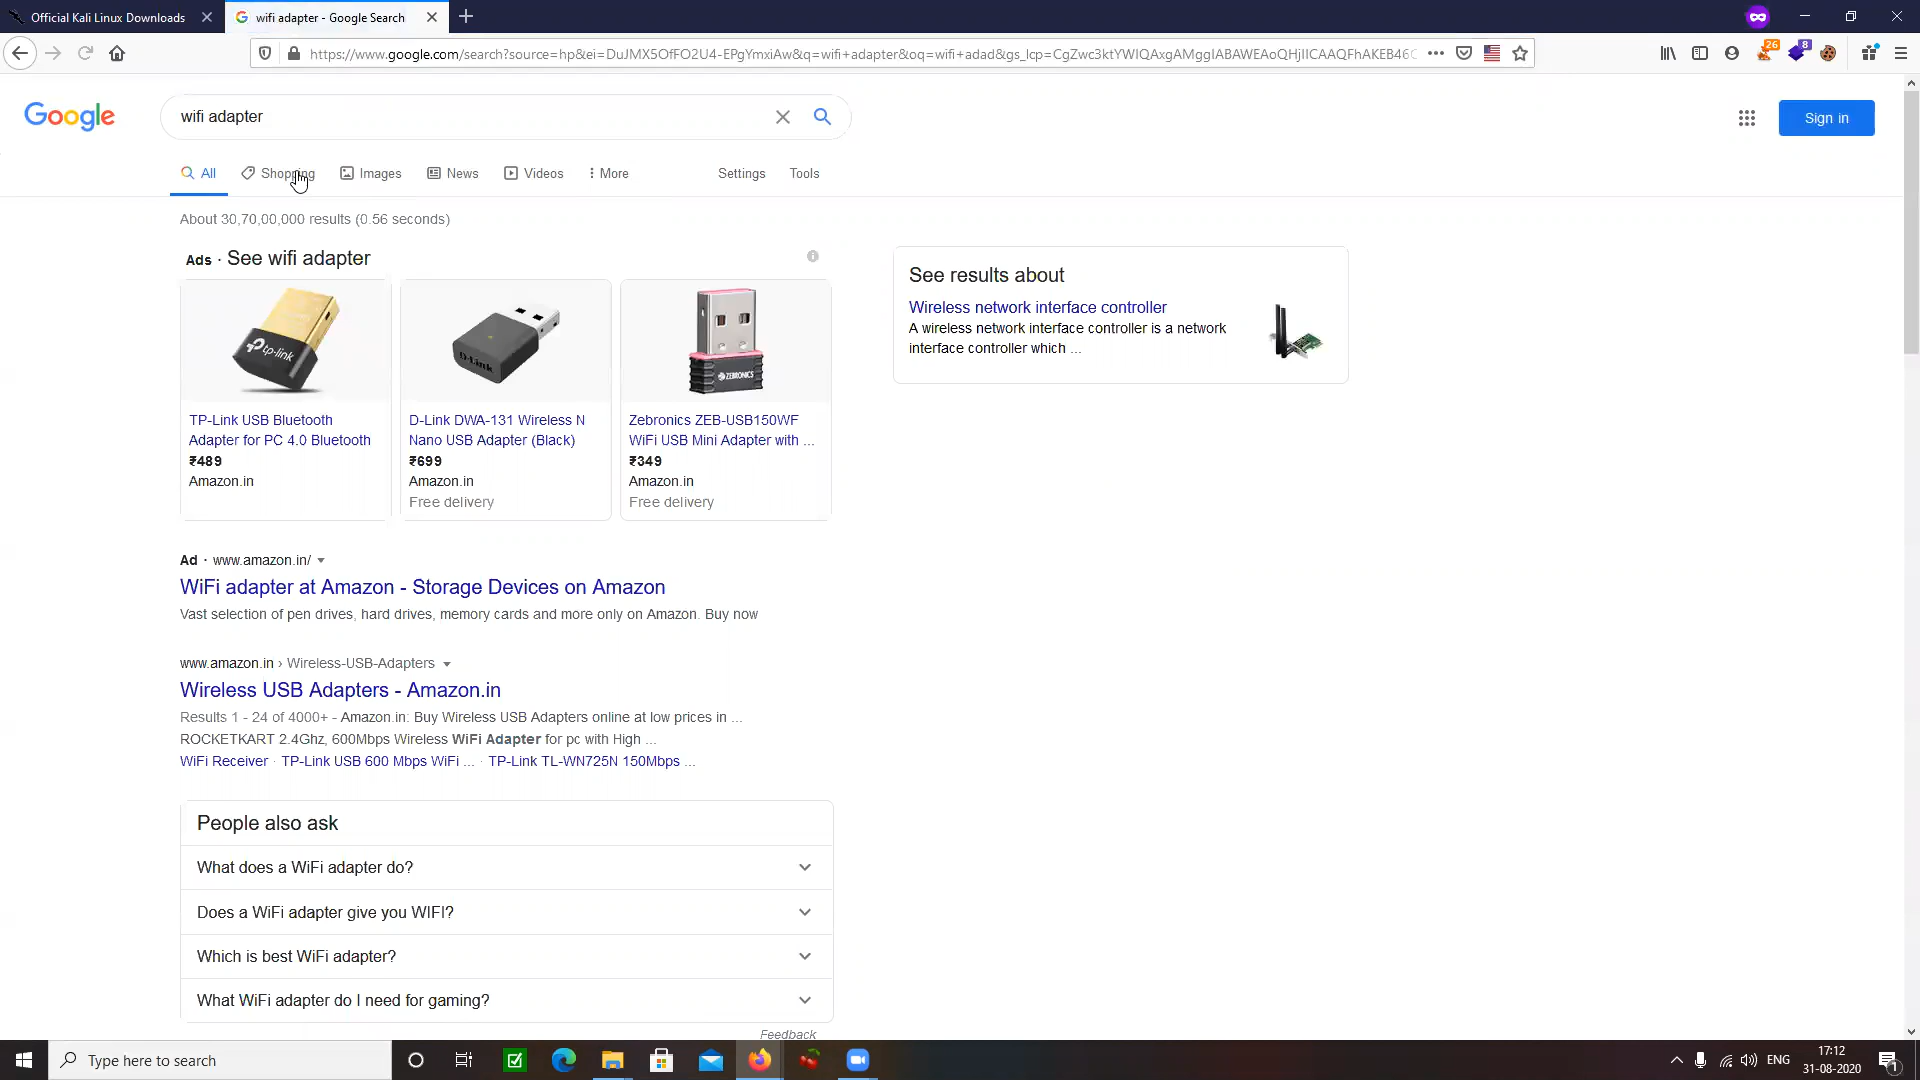 Official Kali Linux Downloads
wifi adapter - Google Search
https://www.google.com/search?source=hp&ei=DuJMX5OfFO2U4-EPgYmxiAw&q=wifi+adapter&oq=wifi+adad&gs_lcp=CgZwc3ktYWIQAxgAMggIABAWEAoQHjIICAAQFhAKEB46C
26
8
Google
wifi adapter
Sign in
All
Shopping
Images
News
Videos
More
Settings
Tools
About 30,70,00,000 results (0.56 seconds)
Ads · See wifi adapter
tp-link
D-Link
ZEBRONICS
TP-Link USB Bluetooth
Adapter for PC 4.0 Bluetooth
₹489
Amazon.in
D-Link DWA-131 Wireless N
Nano USB Adapter (Black)
₹699
Amazon.in
Free delivery
Zebronics ZEB-USB150WF
WiFi USB Mini Adapter with ...
₹349
Amazon.in
Free delivery
See results about
Wireless network interface controller
A wireless network interface controller is a network
interface controller which ...
Ad · www.amazon.in/
WiFi adapter at Amazon - Storage Devices on Amazon
Vast selection of pen drives, hard drives, memory cards and more only on Amazon. Buy now
www.amazon.in › Wireless-USB-Adapters
Wireless USB Adapters - Amazon.in
Results 1 - 24 of 4000+ - Amazon.in: Buy Wireless USB Adapters online at low prices in ...
ROCKETKART 2.4Ghz, 600Mbps Wireless WiFi Adapter for pc with High ...
WiFi Receiver · TP-Link USB 600 Mbps WiFi ... · TP-Link TL-WN725N 150Mbps ...
People also ask
What does a WiFi adapter do?
Does a WiFi adapter give you WIFI?
Which is best WiFi adapter?
What WiFi adapter do I need for gaming?
Feedback
Type here to search
ENG
17:12
31-08-2020
1